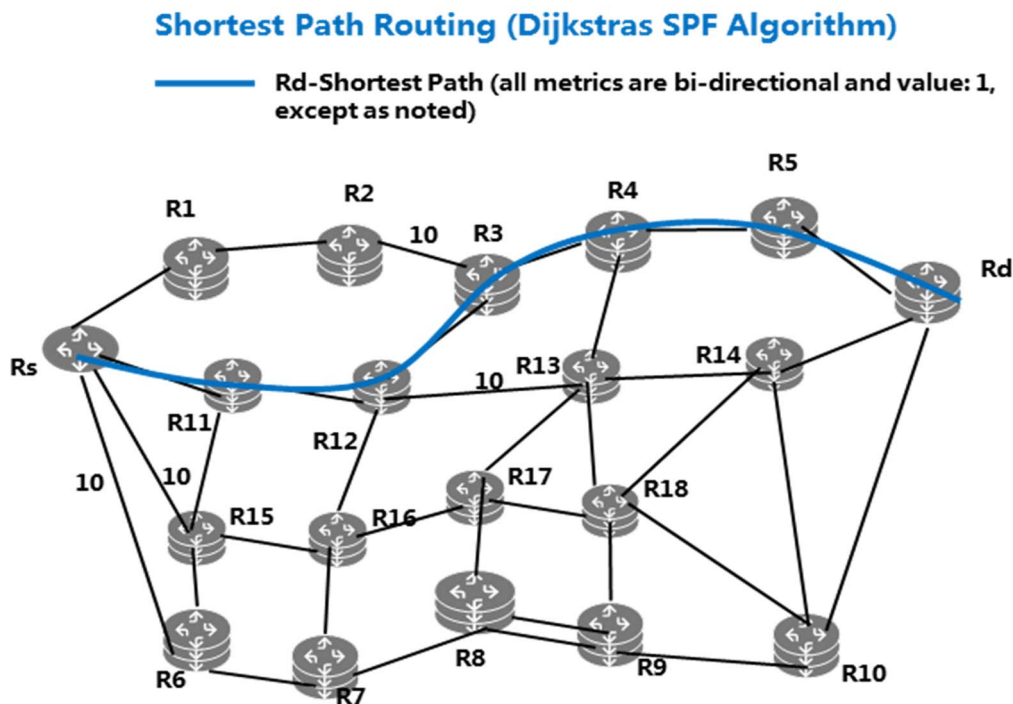 Shortest Path Routing (Dijkstras SPF Algorithm)
Rd-Shortest Path (all metrics are bi-directional and value: 1,
except as noted)
R5
R4
R2
R1
10
R3
Rd
Rs
R13
R14
10
R11
R12
10
10
R17
R18
R15
R16
R8
R9
R10
R6
R7